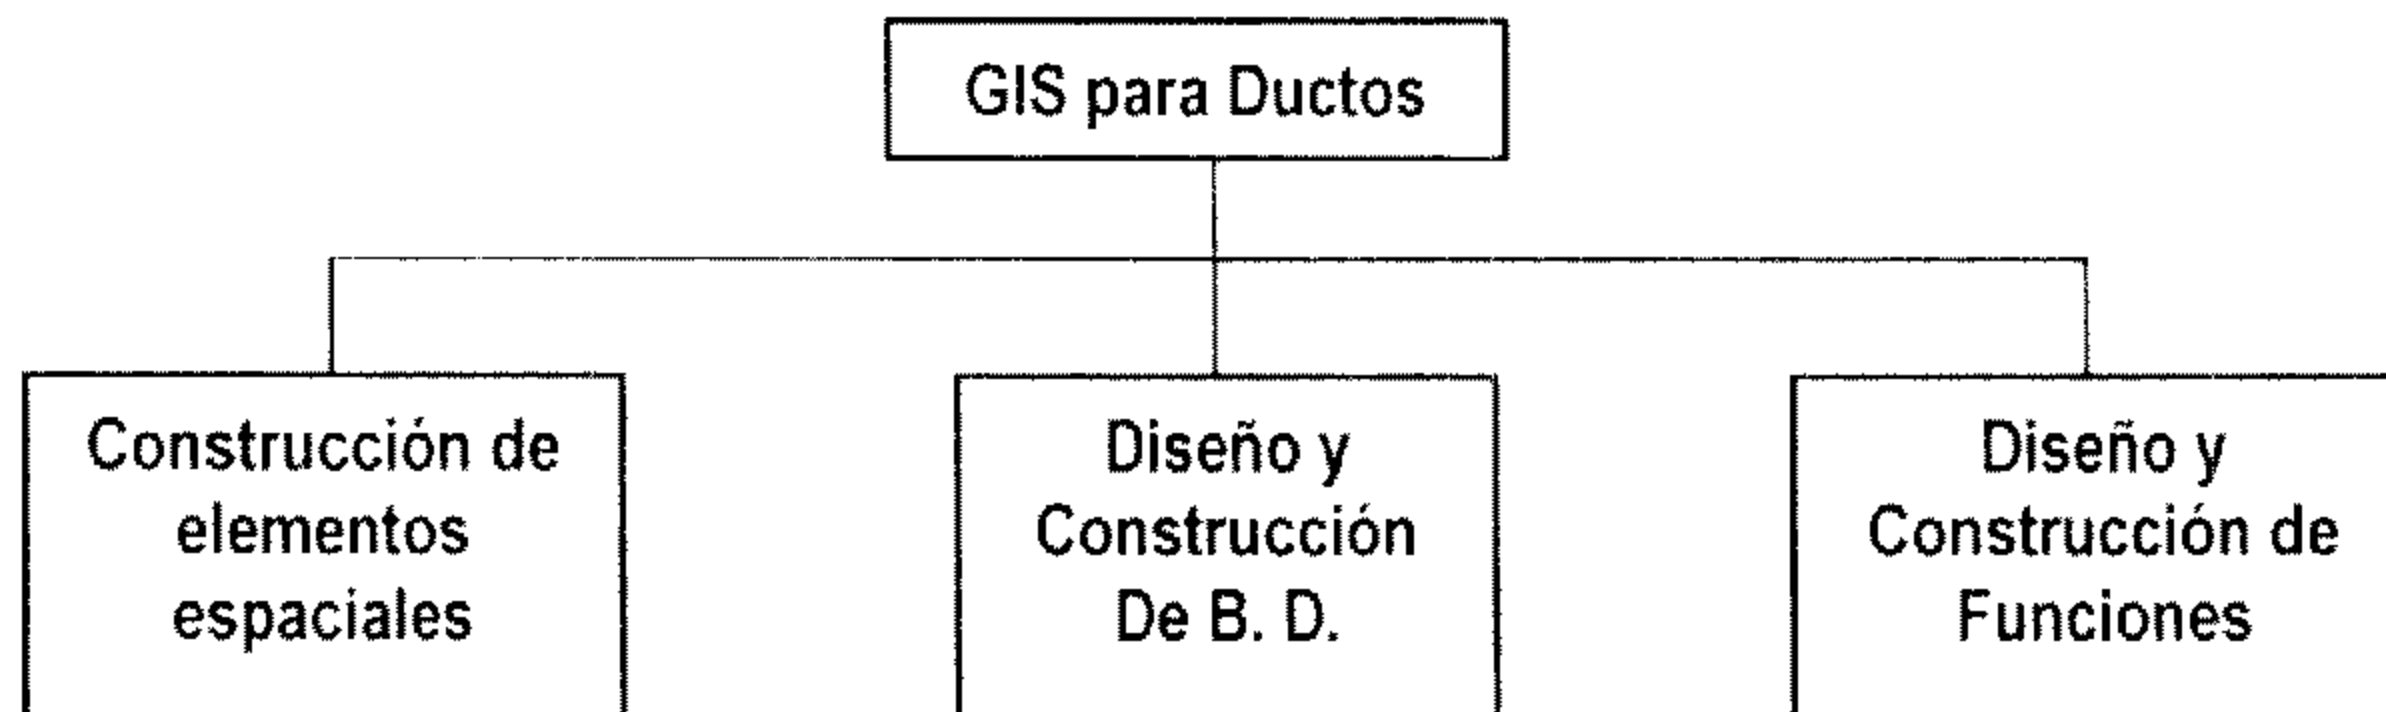 GIS para Ductos
Construcción de
elementos
espaciales
Diseño y
Construcción
De B. D.
Diseño y
Construcción de
Funciones